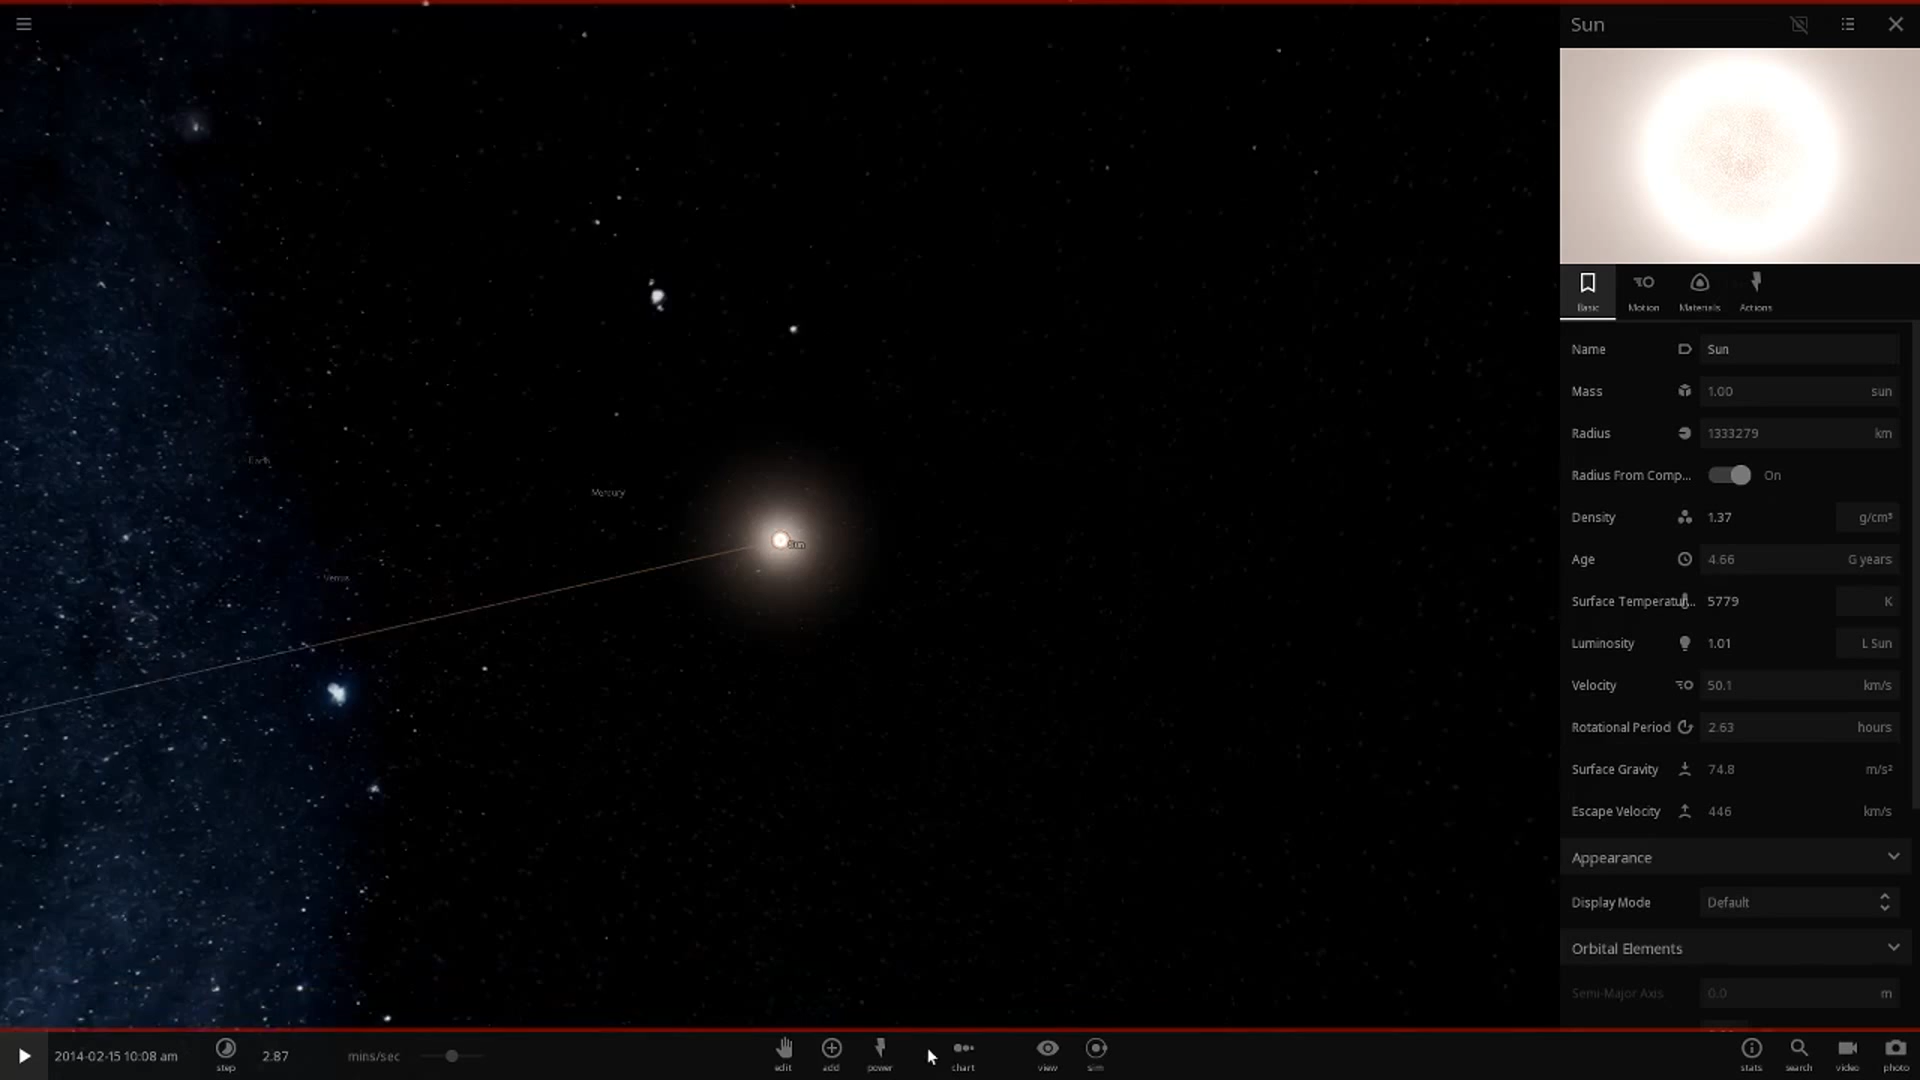 Sun
Basic
Motion
Materials
Actions
Name Sun
Mass 1.00 sun
Radius 1333279 km
Radius From Comp... On
Density 1.37 g/cm³
Age 4.66 G years
Surface Temperatur... 5779 K
Luminosity 1.01 L Sun
Velocity 50.1 km/s
Rotational Period 2.63 hours
Surface Gravity 74.8 m/s²
Escape Velocity 446 km/s
Appearance
Display Mode Default
Orbital Elements
Semi-Major Axis 0.0 m
Earth
Mercury
Sun
Venus
2014-02-15 10:08 am
step
2.87 mins/sec
edit
add
power
chart
view
sim
stats
search
video
photo